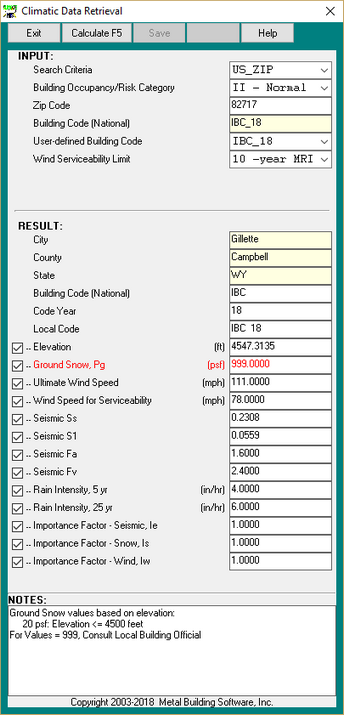 Climatic Data Retrieval
Exit Calculate F5 Save Help
INPUT:
Search Criteria US_ZIP
Building Occupancy/Risk Category II - Normal
Zip Code 82717
Building Code (National) IBC_18
User-defined Building Code IBC_18
Wind Serviceability Limit 10 -year MRI
RESULT:
City Gillette
County Campbell
State WY
Building Code (National) IBC
Code Year 18
Local Code IBC 18
.. Elevation (ft) 4547.3135
.. Ground Snow, Pg (psf) 999.0000
.. Ultimate Wind Speed (mph) 111.0000
.. Wind Speed for Serviceability (mph) 78.0000
.. Seismic Ss 0.2308
.. Seismic S1 0.0559
.. Seismic Fa 1.6000
.. Seismic Fv 2.4000
.. Rain Intensity, 5 yr (in/hr) 4.0000
.. Rain Intensity, 25 yr (in/hr) 6.0000
.. Importance Factor - Seismic, Ie 1.0000
.. Importance Factor - Snow, Is 1.0000
.. Importance Factor - Wind, Iw 1.0000
NOTES:
Ground Snow values based on elevation:
20 psf: Elevation <= 4500 feet
For Values = 999, Consult Local Building Official
Copyright 2003-2018 Metal Building Software, Inc.